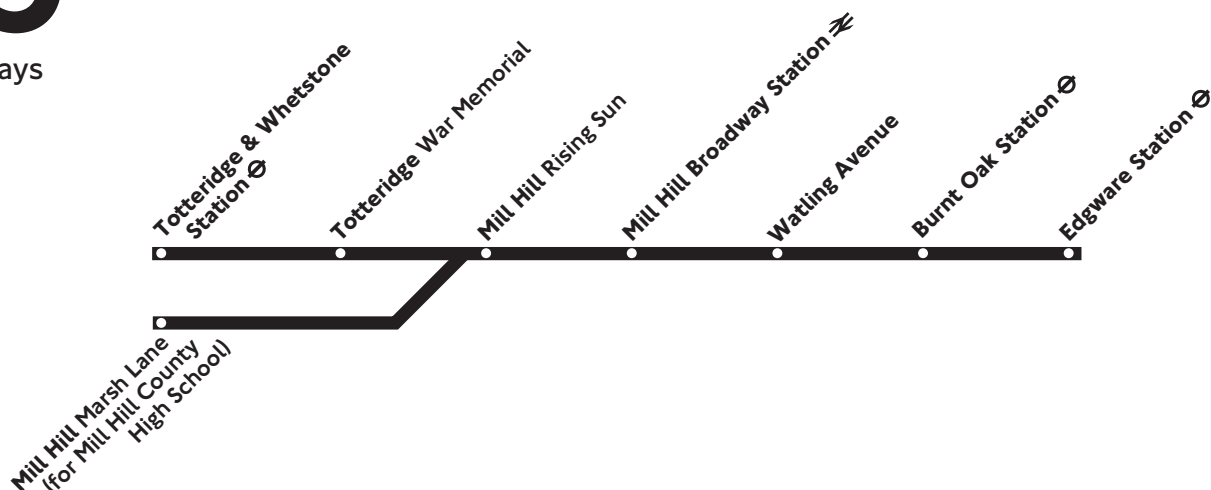 ays
Totteridge & Whetstone
Station
Totteridge War Memorial
Mill Hill Rising Sun
Mill Hill Broadway Station
Watling Avenue
Burnt Oak Station
Edgware Station
Mill Hill Marsh Lane
(for Mill Hill County
High School)